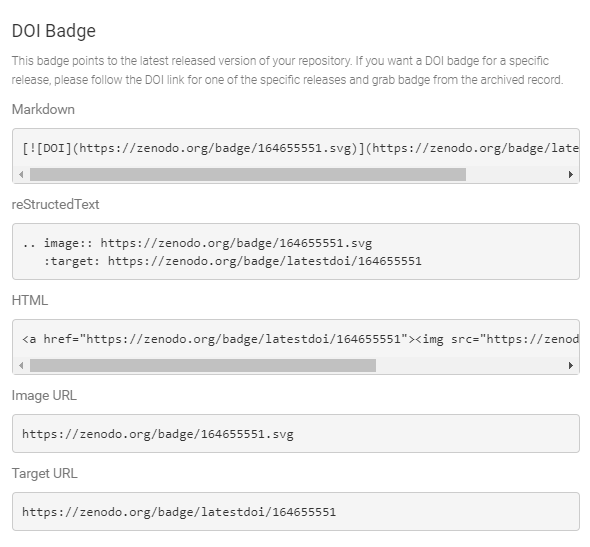 DOI Badge
This badge points to the latest released version of your repository. If you want a DOI badge for a specific
release, please follow the DOI link for one of the specific releases and grab badge from the archived record.
Markdown
[![DOI](https://zenodo.org/badge/164655551.svg)](https://zenodo.org/badge/late
reStructedText
.. image:: https://zenodo.org/badge/164655551.svg
   :target: https://zenodo.org/badge/latestdoi/164655551
HTML
<a href="https://zenodo.org/badge/latestdoi/164655551"><img src="https://zenod
Image URL
https://zenodo.org/badge/164655551.svg
Target URL
https://zenodo.org/badge/latestdoi/164655551